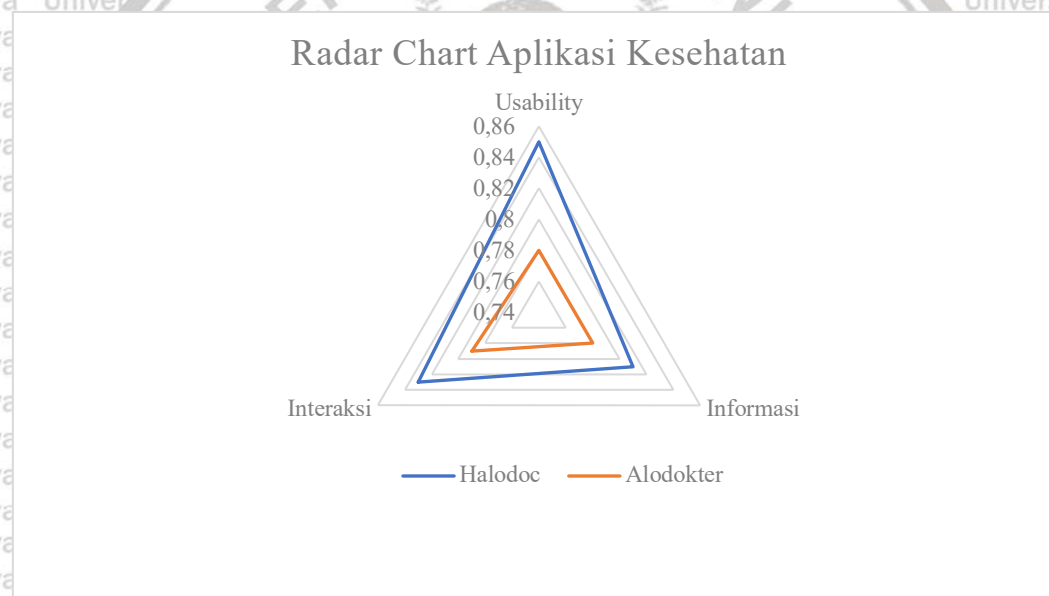 Radar Chart Aplikasi Kesehatan
Usability
0,86
0,84
0,82
0,8
0,78
0,76
0,74
Interaksi
Informasi
Halodoc
Alodokter